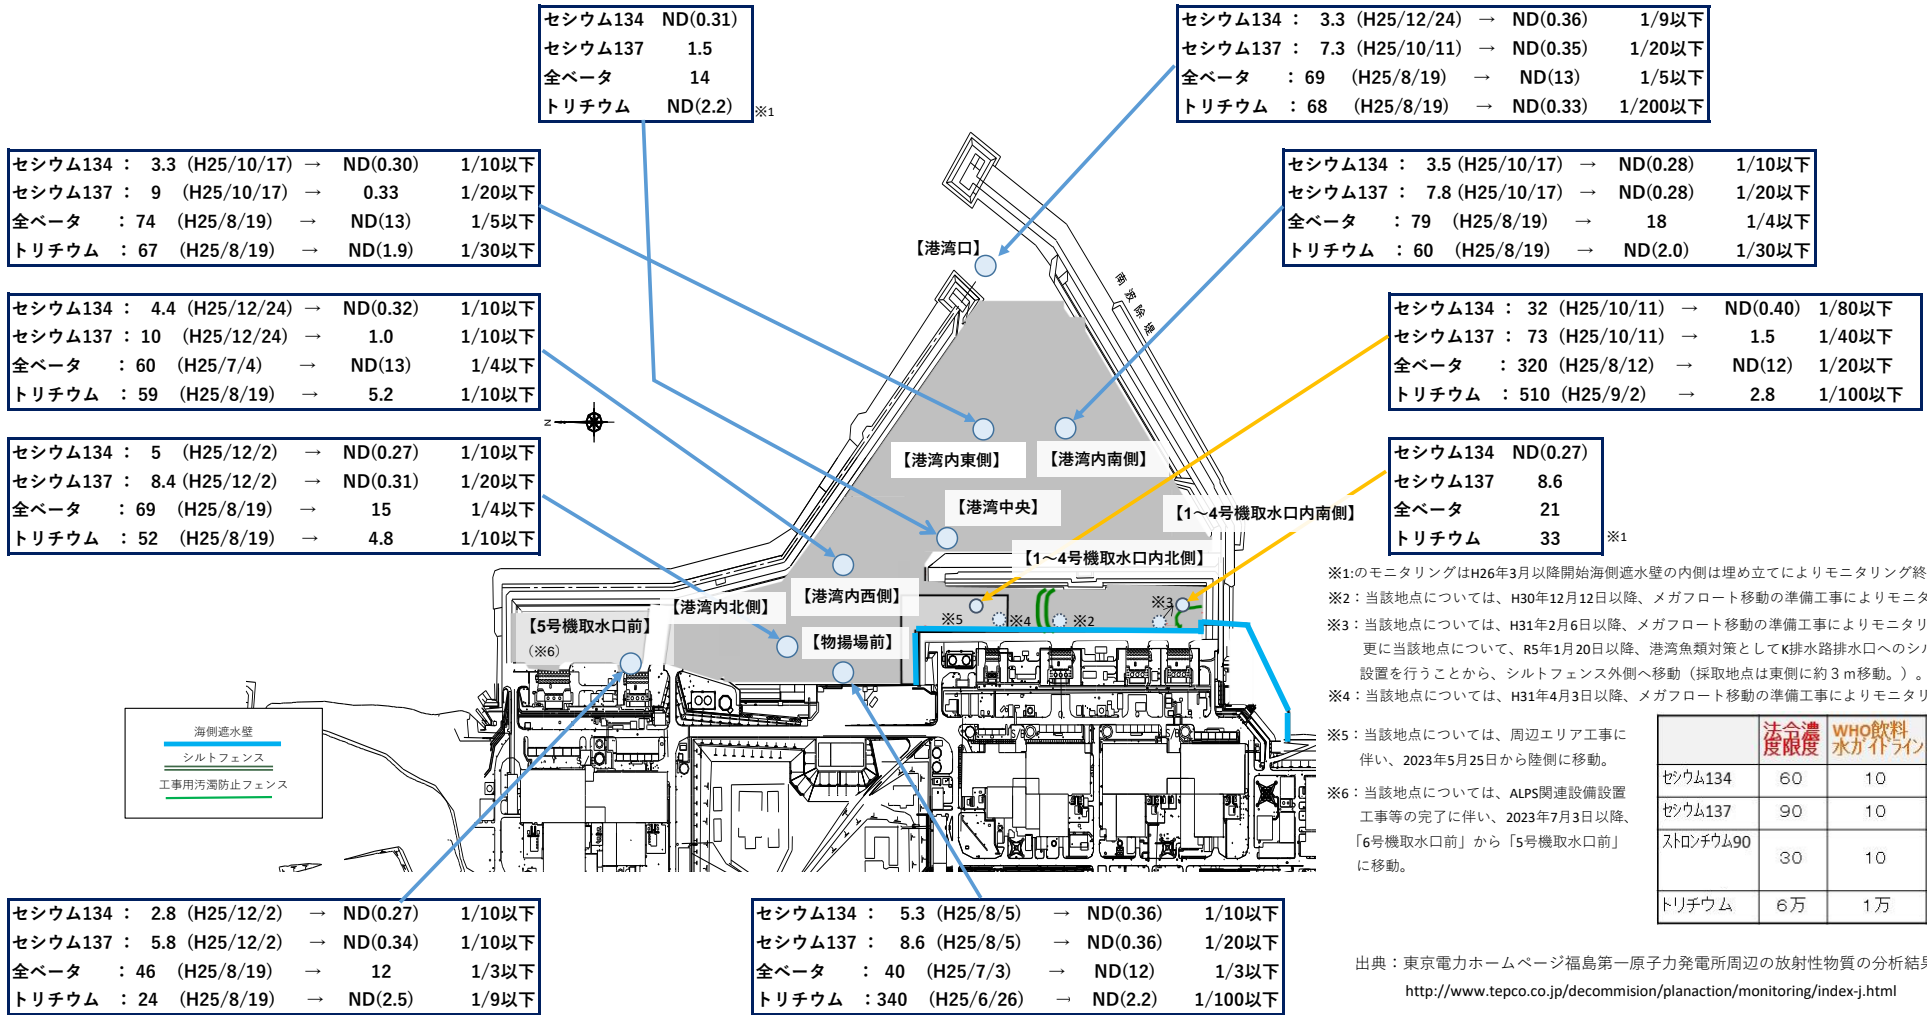 セシウム134 ND(0.31)
セシウム137 1.5
全ベータ 14
トリチウム ND(2.2) ※1
セシウム134 ： 3.3 (H25/12/24) → ND(0.36) 1/9以下
セシウム137 ： 7.3 (H25/10/11) → ND(0.35) 1/20以下
全ベータ ： 69 (H25/8/19) → ND(13) 1/5以下
トリチウム ： 68 (H25/8/19) → ND(0.33) 1/200以下
セシウム134 ： 3.3 (H25/10/17) → ND(0.30) 1/10以下
セシウム137 ： 9 (H25/10/17) → 0.33 1/20以下
全ベータ ： 74 (H25/8/19) → ND(13) 1/5以下
トリチウム ： 67 (H25/8/19) → ND(1.9) 1/30以下
セシウム134 ： 3.5 (H25/10/17) → ND(0.28) 1/10以下
セシウム137 ： 7.8 (H25/10/17) → ND(0.28) 1/20以下
全ベータ ： 79 (H25/8/19) → 18 1/4以下
トリチウム ： 60 (H25/8/19) → ND(2.0) 1/30以下
セシウム134 ： 4.4 (H25/12/24) → ND(0.32) 1/10以下
セシウム137 ： 10 (H25/12/24) → 1.0 1/10以下
全ベータ ： 60 (H25/7/4) → ND(13) 1/4以下
トリチウム ： 59 (H25/8/19) → 5.2 1/10以下
セシウム134 ： 32 (H25/10/11) → ND(0.40) 1/80以下
セシウム137 ： 73 (H25/10/11) → 1.5 1/40以下
全ベータ ： 320 (H25/8/12) → ND(12) 1/20以下
トリチウム ： 510 (H25/9/2) → 2.8 1/100以下
セシウム134 ： 5 (H25/12/2) → ND(0.27) 1/10以下
セシウム137 ： 8.4 (H25/12/2) → ND(0.31) 1/20以下
全ベータ ： 69 (H25/8/19) → 15 1/4以下
トリチウム ： 52 (H25/8/19) → 4.8 1/10以下
セシウム134 ND(0.27)
セシウム137 8.6
全ベータ 21
トリチウム 33 ※1
【港湾口】
南波除堤
N
【港湾内東側】
【港湾内南側】
【港湾中央】
【1～4号機取水口内南側】
【1～4号機取水口内北側】
【港湾内西側】
【港湾内北側】
【5号機取水口前】
(※6)
【物揚場前】
※5
※4
※2
※3
S/B
S/B
海側遮水壁
シルトフェンス
工事用汚濁防止フェンス
※1:のモニタリングはH26年3月以降開始海側遮水壁の内側は埋め立てによりモニタリング終
※2：当該地点については、H30年12月12日以降、メガフロート移動の準備工事によりモニタ
※3：当該地点については、H31年2月6日以降、メガフロート移動の準備工事によりモニタリ
更に当該地点について、R5年1月20日以降、港湾魚類対策としてK排水路排水口へのシル
設置を行うことから、シルトフェンス外側へ移動（採取地点は東側に約３ｍ移動。）。
※4：当該地点については、H31年4月3日以降、メガフロート移動の準備工事によりモニタリ
※5：当該地点については、周辺エリア工事に
伴い、2023年5月25日から陸側に移動。
※6：当該地点については、ALPS関連設備設置
工事等の完了に伴い、2023年7月3日以降、
「6号機取水口前」から「5号機取水口前」
に移動。
法令濃度限度 WHO飲料水ガイドライン
セシウム134 60 10
セシウム137 90 10
ストロンチウム90 30 10
トリチウム 6万 1万
セシウム134 ： 2.8 (H25/12/2) → ND(0.27) 1/10以下
セシウム137 ： 5.8 (H25/12/2) → ND(0.34) 1/10以下
全ベータ ： 46 (H25/8/19) → 12 1/3以下
トリチウム ： 24 (H25/8/19) → ND(2.5) 1/9以下
セシウム134 ： 5.3 (H25/8/5) → ND(0.36) 1/10以下
セシウム137 ： 8.6 (H25/8/5) → ND(0.36) 1/20以下
全ベータ ： 40 (H25/7/3) → ND(12) 1/3以下
トリチウム ：340 (H25/6/26) → ND(2.2) 1/100以下
出典：東京電力ホームページ福島第一原子力発電所周辺の放射性物質の分析結果
http://www.tepco.co.jp/decommision/planaction/monitoring/index-j.html